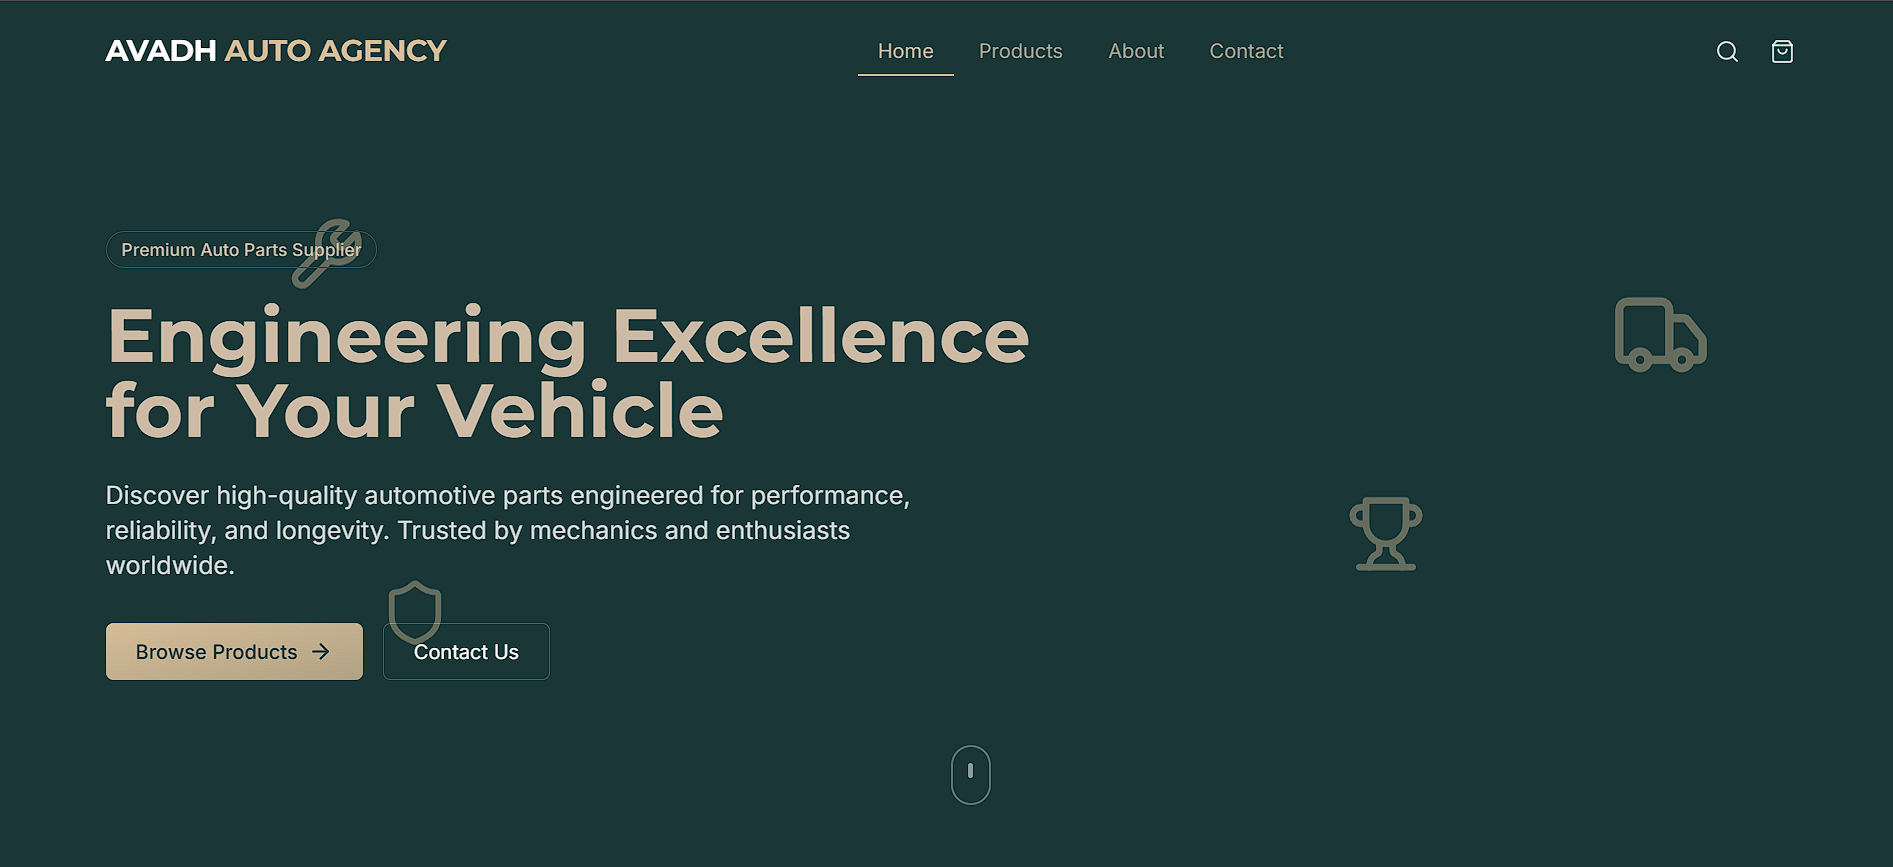 AVADH AUTO AGENCY
Home Products About Contact
Premium Auto Parts Supplier
Engineering Excellence
for Your Vehicle
Discover high-quality automotive parts engineered for performance,
reliability, and longevity. Trusted by mechanics and enthusiasts
worldwide.
Browse Products → Contact Us